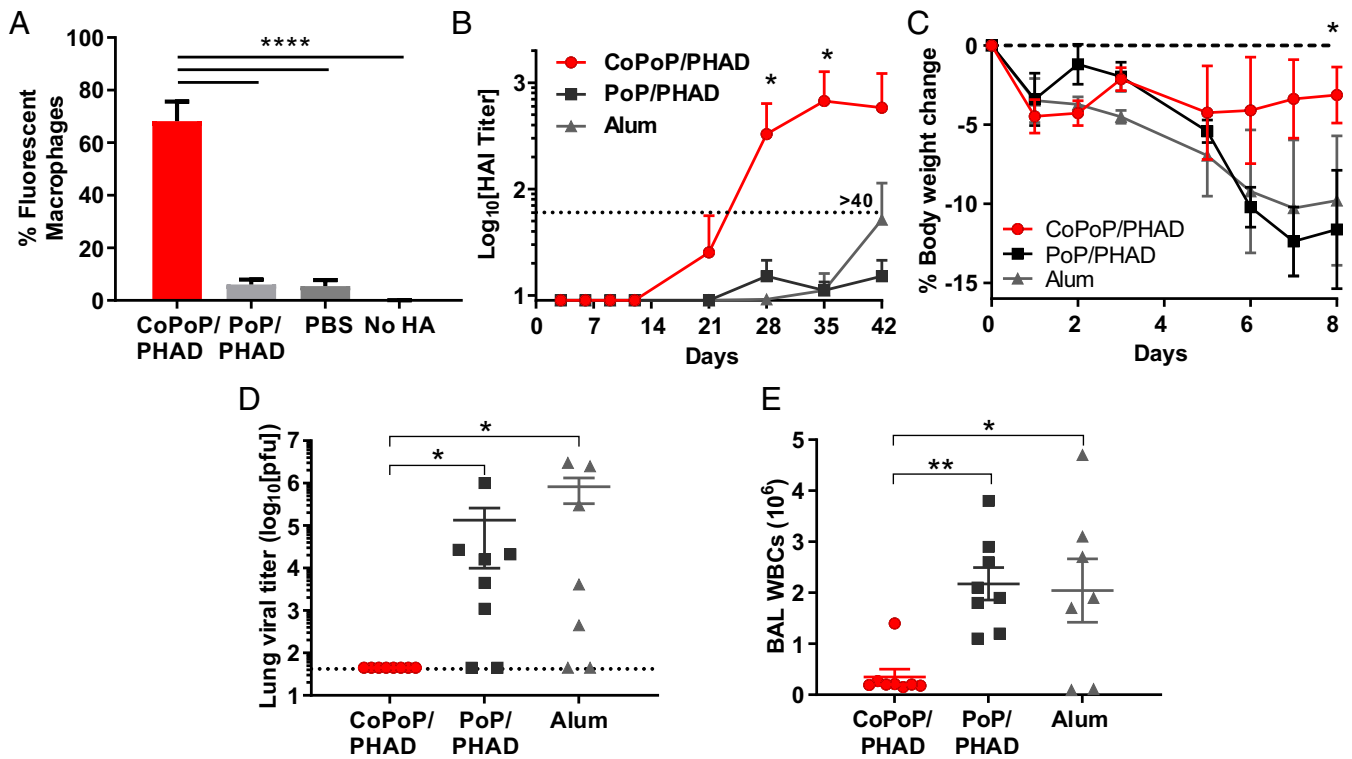 A
% Fluorescent
Macrophages
100
80
60
40
20
0
****
CoPoP/
PHAD
PoP/
PHAD
PBS
No HA
B
Log10[HAI Titer]
3
2
1
CoPoP/PHAD
PoP/PHAD
Alum
*
*
>40
0
7
14
21
28
35
42
Days
C
% Body weight change
0
-5
-10
-15
*
CoPoP/PHAD
PoP/PHAD
Alum
0
2
4
6
8
Days
D
Lung viral titer (log10[pfu])
7
6
5
4
3
2
1
*
*
CoPoP/
PHAD
PoP/
PHAD
Alum
E
BAL WBCs (10^6)
5
4
3
2
1
0
*
**
CoPoP/
PHAD
PoP/
PHAD
Alum